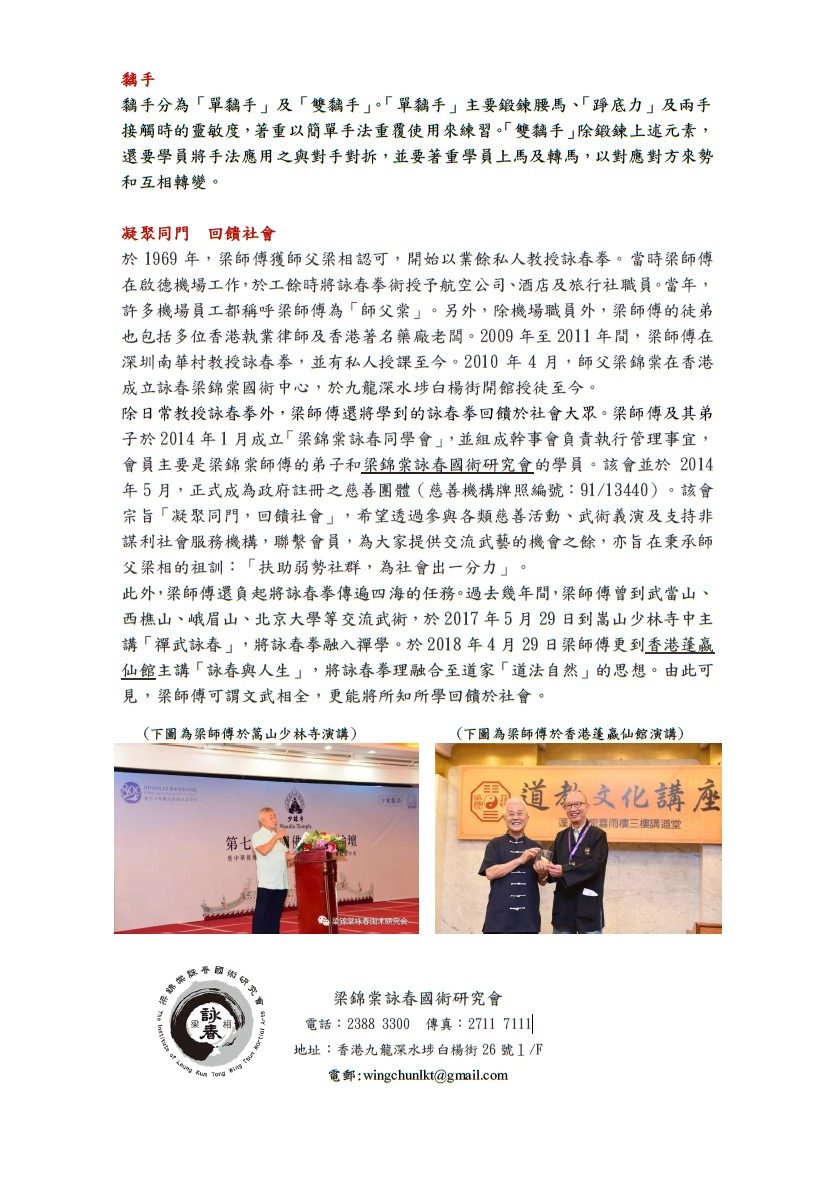 黐手
黐手分為「單黐手」及「雙黐手」。「單黐手」主要鍛鍊腰馬、「踭底力」及兩手
接觸時的靈敏度，著重以簡單手法重覆使用來練習。「雙黐手」除鍛鍊上述元素，
還要學員將手法應用之與對手對拆，並要著重學員上馬及轉馬，以對應對方來勢
和互相轉變。
凝聚同門　回饋社會
於 1969 年，梁師傅獲師父梁相認可，開始以業餘私人教授詠春拳。當時梁師傅
在啟德機場工作，於工餘時將詠春拳術授予航空公司、酒店及旅行社職員。當年，
許多機場員工都稱呼梁師傅為「師父棠」。另外，除機場職員外，梁師傅的徒弟
也包括多位香港執業律師及香港著名藥廠老闆。2009 年至 2011 年間，梁師傅在
深圳南華村教授詠春拳，並有私人授課至今。2010 年 4 月，師父梁錦棠在香港
成立詠春梁錦棠國術中心，於九龍深水埗白楊街開館授徒至今。
除日常教授詠春拳外，梁師傅還將學到的詠春拳回饋於社會大眾。梁師傅及其弟
子於 2014 年 1 月成立「梁錦棠詠春同學會」，並組成幹事會負責執行管理事宜，
會員主要是梁錦棠師傅的弟子和梁錦棠詠春國術研究會的學員。該會並於 2014
年 5 月，正式成為政府註冊之慈善團體（慈善機構牌照編號：91/13440）。該會
宗旨「凝聚同門，回饋社會」，希望透過參與各類慈善活動、武術義演及支持非
謀利社會服務機構，聯繫會員，為大家提供交流武藝的機會之餘，亦旨在秉承師
父梁相的祖訓：「扶助弱勢社群，為社會出一分力」。
此外，梁師傅還負起將詠春拳傳遍四海的任務。過去幾年間，梁師傅曾到武當山、
西樵山、峨眉山、北京大學等交流武術，於 2017 年 5 月 29 日到嵩山少林寺中主
講「禪武詠春」，將詠春拳融入禪學。於 2018 年 4 月 29 日梁師傅更到香港蓬瀛
仙館主講「詠春與人生」，將詠春拳理融合至道家「道法自然」的思想。由此可
見，梁師傅可謂文武相全，更能將所知所學回饋於社會。
（下圖為梁師傅於嵩山少林寺演講）
（下圖為梁師傅於香港蓬瀛仙館演講）
SHAOLIN MEDICINE
少林寺
Shaolin Temple
第七
論壇
梁錦棠咏春国术研究会
道教文化講座
喜雨樓三樓講道堂
梁錦棠詠春國術研究會
詠春
梁 相
The Institute of Leung Kum Tong Wing Tsun Martial Arts
梁錦棠詠春國術研究會
電話：2388 3300　傳真：2711 7111
地址：香港九龍深水埗白楊街 26 號 1 /F
電郵:wingchunlkt@gmail.com